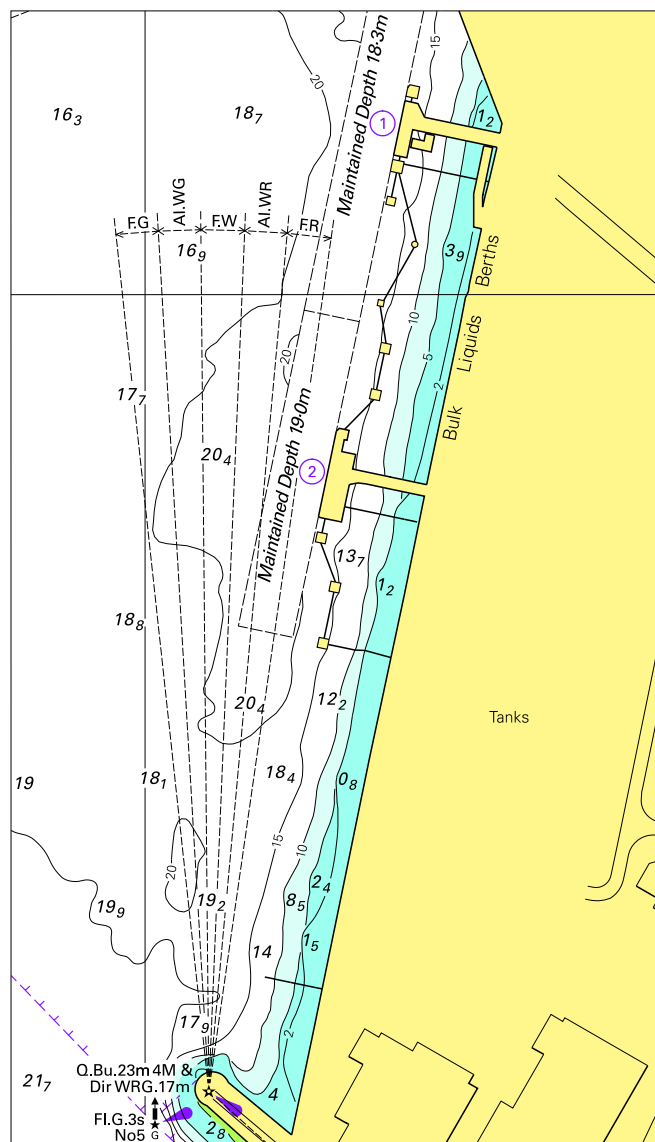 15
20
Maintained Depth 18·3m
16₃
18₇
1
1₂
F.G
Al.WG
F.W
Al.WR
F.R
16₉
3₉
Berths
10
20
5
Liquids
17₇
2
Bulk
20₄
2
Maintained Depth 19·0m
13₇
1₂
18₈
12₂
20₄
Tanks
19
18₁
18₄
0₈
15
10
20
2₄
19₉
19₂
8₅
14
1₅
17₉
2
21₇
Q.Bu.23m4M &
Dir WRG.17m
4
Fl.G.3s
No5
G
2₈